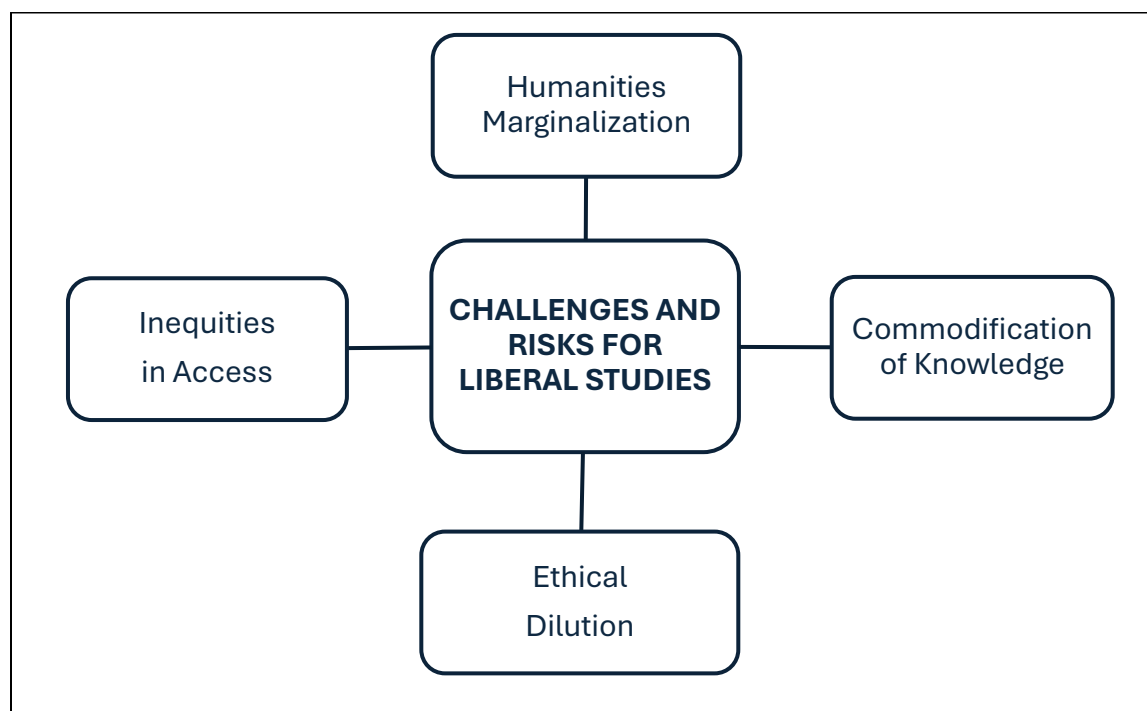 Humanities
Marginalization
Inequities
in Access
CHALLENGES AND
RISKS FOR
LIBERAL STUDIES
Commodification
of Knowledge
Ethical
Dilution